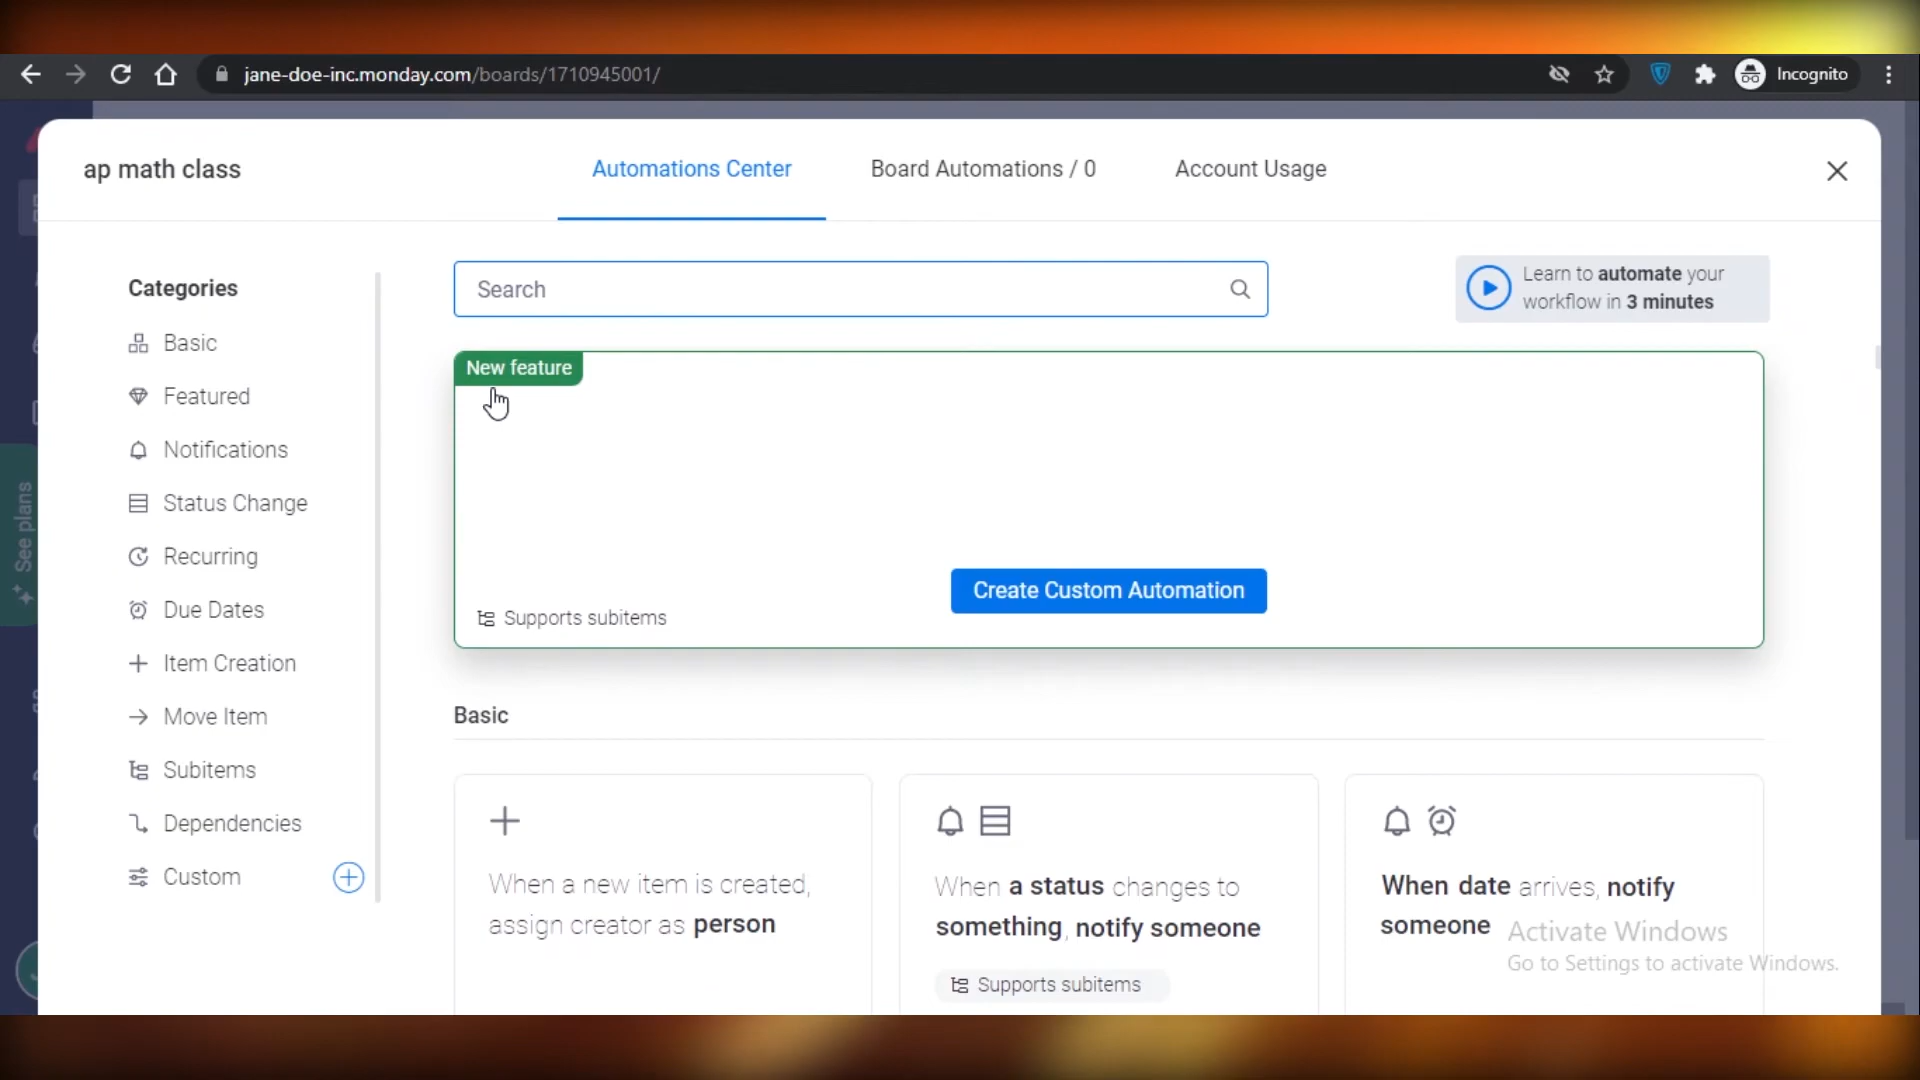 jane-doe-inc.monday.com/boards/1710945001/
Incognito
ap math class
Automations Center
Board Automations / 0
Account Usage
Categories
Basic
Featured
Notifications
Status Change
Recurring
Due Dates
Item Creation
Move Item
Subitems
Dependencies
Custom
See plans
Search
Learn to automate your
workflow in 3 minutes
New feature
Create Custom Automation
Supports subitems
Basic
When a new item is created,
assign creator as person
When a status changes to
something, notify someone
Supports subitems
When date arrives, notify
someone
Activate Windows
Go to Settings to activate Windows.